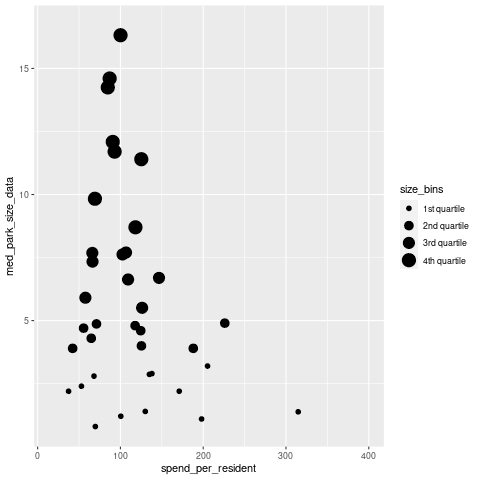 15
10
5
0
100
200
300
400
med_park_size_data
spend_per_resident
size_bins
1st quartile
2nd quartile
3rd quartile
4th quartile